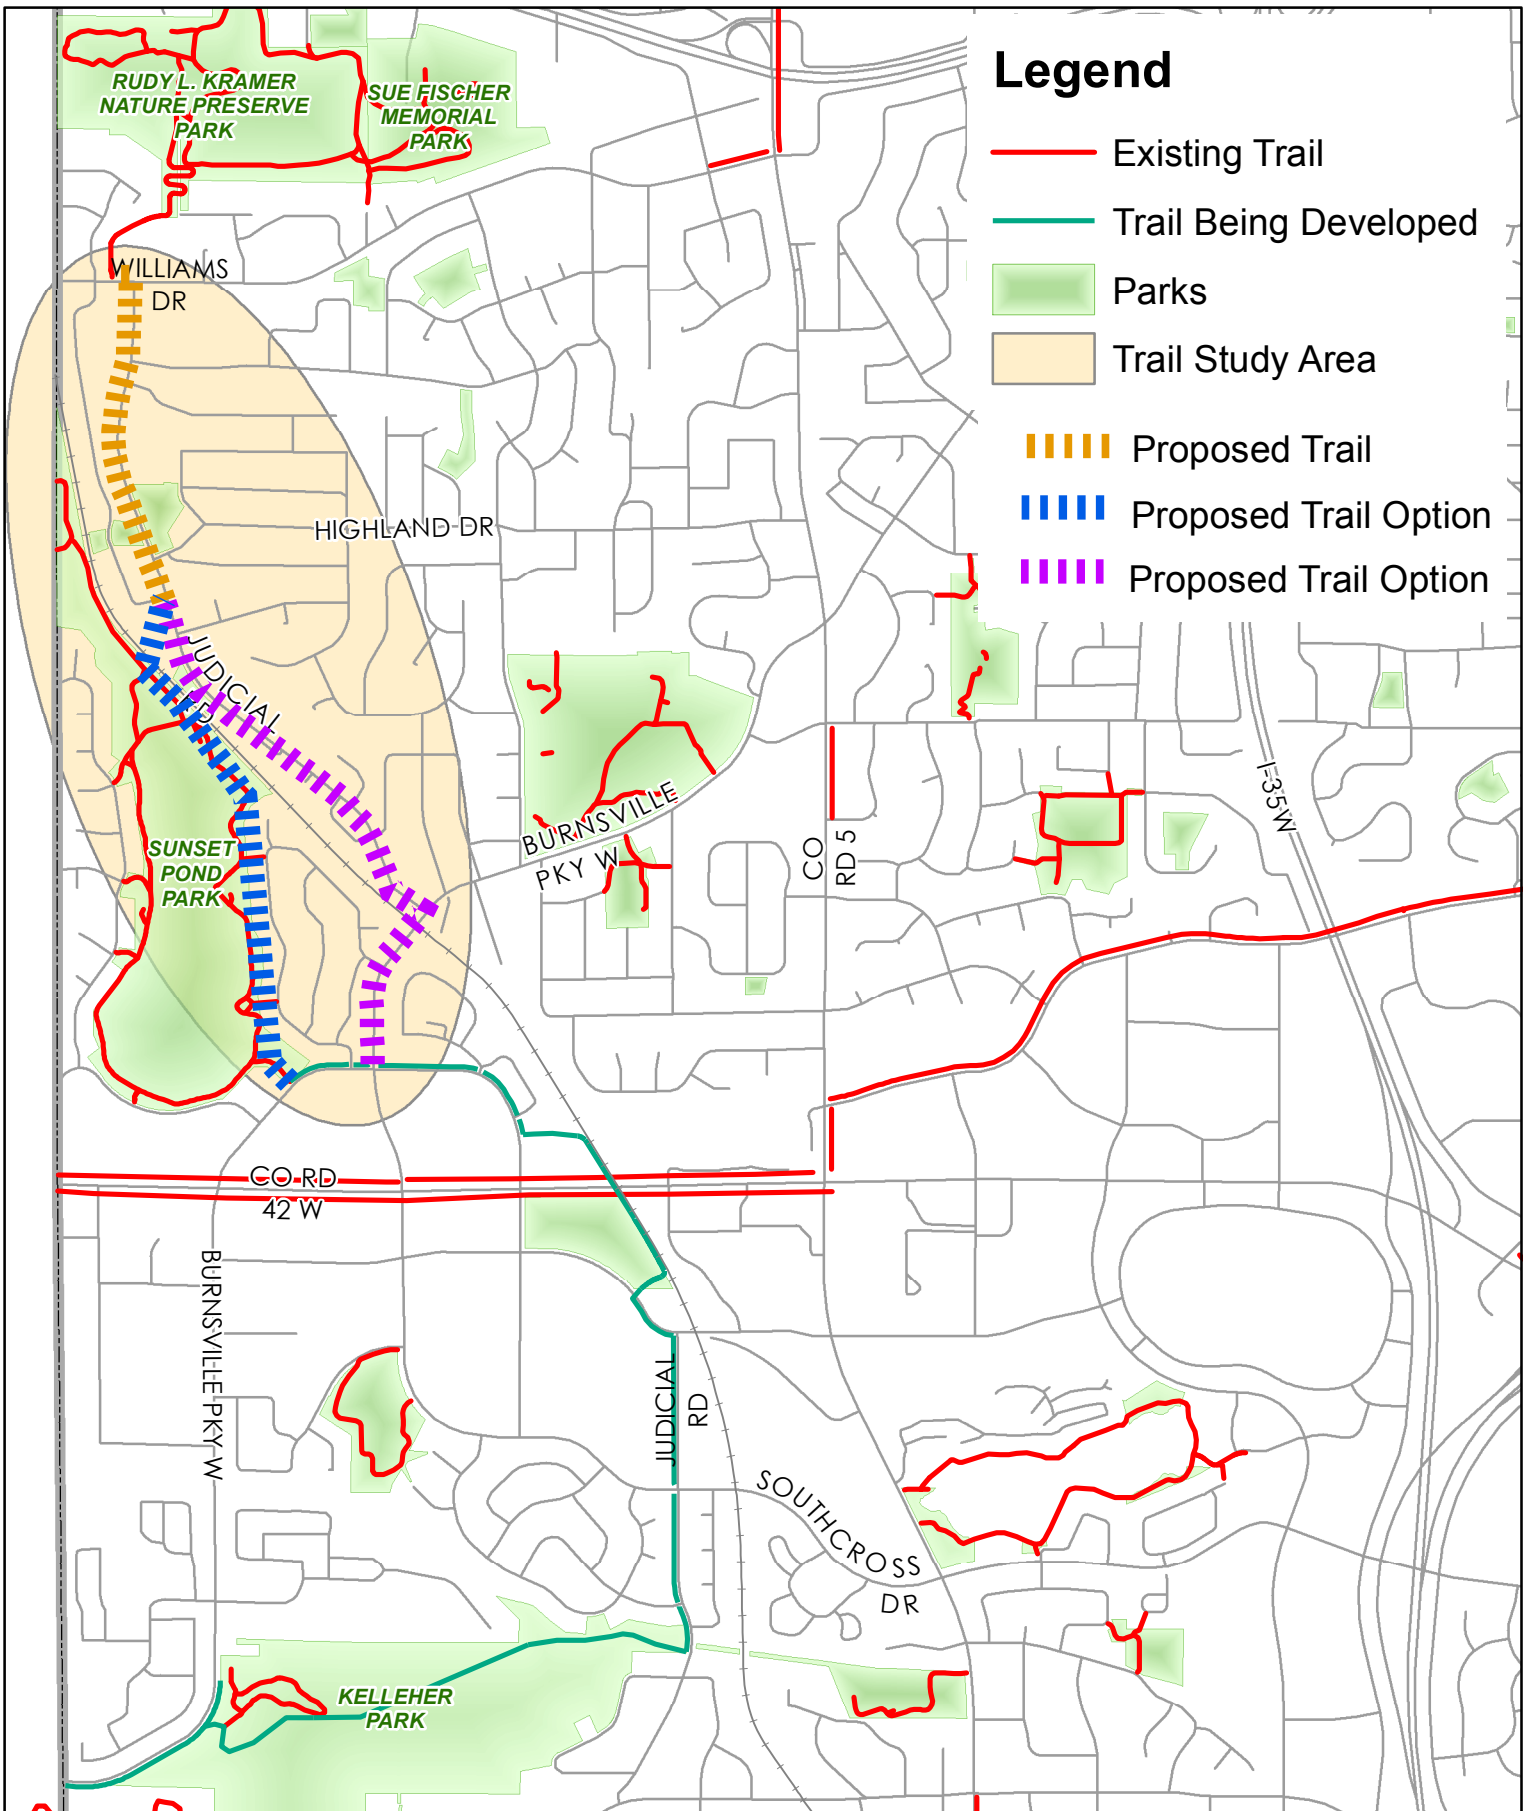 RUDY L. KRAMER
NATURE PRESERVE
PARK
SUE FISCHER
MEMORIAL
PARK
Legend
Existing Trail
Trail Being Developed
Parks
Trail Study Area
Proposed Trail
Proposed Trail Option
Proposed Trail Option
WILLIAMS
DR
HIGHLAND DR
JUDICIAL
RD
BURNSVILLE
PKY W
CO
RD 5
I-35W
SUNSET
POND
PARK
CO RD
42 W
BURNSVILLE PKY W
JUDICIAL
RD
SOUTHCROSS
DR
KELLEHER
PARK